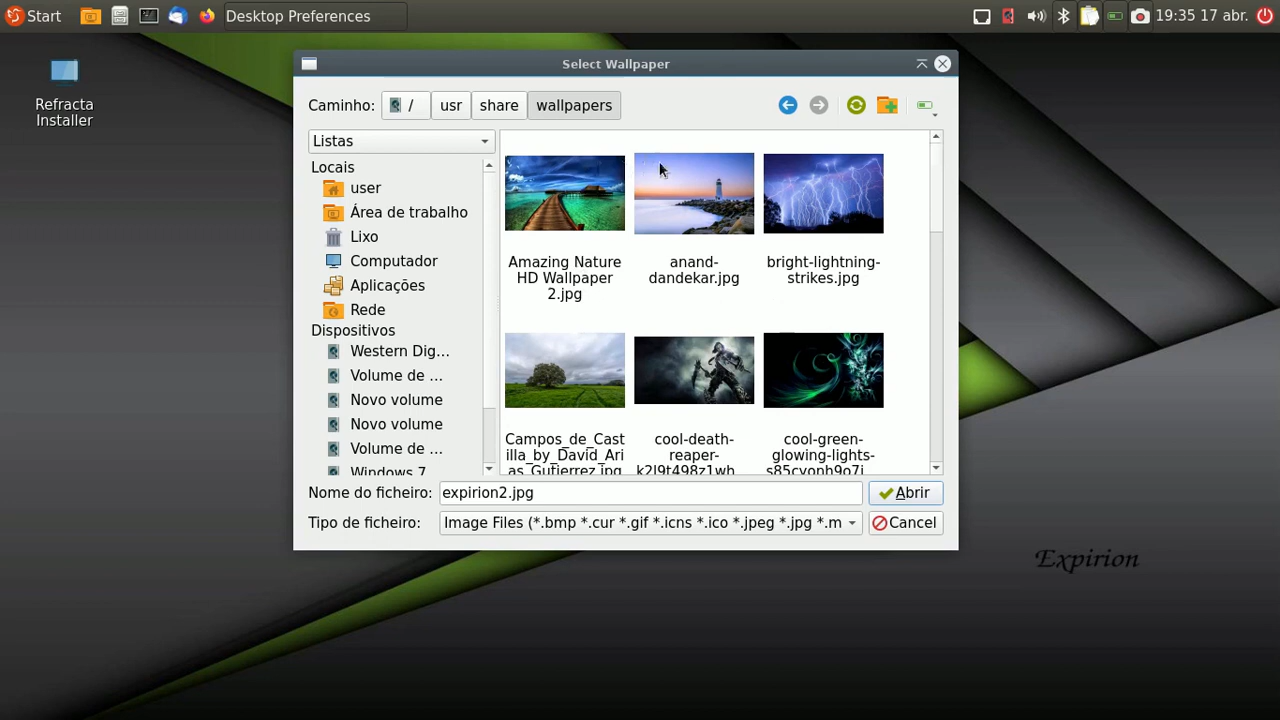 Start
Desktop Preferences
19:35 17 abr.
Refracta
Installer
Select Wallpaper
Caminho:
/
usr
share
wallpapers
Listas
Locais
user
Área de trabalho
Lixo
Computador
Aplicações
Rede
Dispositivos
Western Dig...
Volume de ...
Novo volume
Novo volume
Volume de ...
Windows 7
Amazing Nature
HD Wallpaper
2.jpg
anand-
dandekar.jpg
bright-lightning-
strikes.jpg
Campos_de_Cast
illa_by_David_Ari
as_Gutierrez.jpg
cool-death-
reaper-
cool-green-
glowing-lights-
Nome do ficheiro:
expirion2.jpg
Abrir
Tipo de ficheiro:
Image Files (*.bmp *.cur *.gif *.icns *.ico *.jpeg *.jpg *.m
Cancel
Expirion